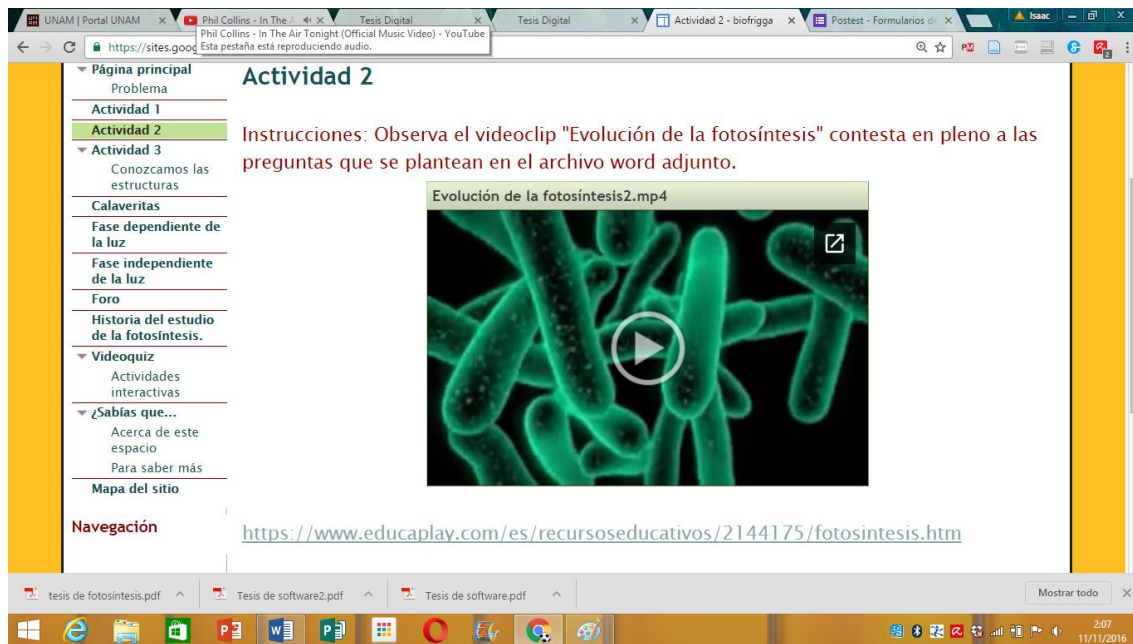 UNAM | Portal UNAM
Phil Collins - In The A
Tesis Digital
Tesis Digital
Actividad 2 - biofrigga
Postest - Formularios de
Isaac
Phil Collins - In The Air Tonight (Official Music Video) - YouTube
Esta pestaña está reproduciendo audio.
https://sites.goog
Página principal
Problema
Actividad 1
Actividad 2
Actividad 3
Conozcamos las
estructuras
Calaveritas
Fase dependiente de
la luz
Fase independiente
de la luz
Foro
Historia del estudio
de la fotosíntesis.
Videoquiz
Actividades
interactivas
¿Sabías que...
Acerca de este
espacio
Para saber más
Mapa del sitio
Navegación
Actividad 2
Instrucciones: Observa el videoclip "Evolución de la fotosíntesis" contesta en pleno a las
preguntas que se plantean en el archivo word adjunto.
Evolución de la fotosíntesis2.mp4
https://www.educaplay.com/es/recursoseducativos/2144175/fotosintesis.htm
tesis de fotosíntesis.pdf
Tesis de software2.pdf
Tesis de software.pdf
Mostrar todo
2:07
11/11/2016